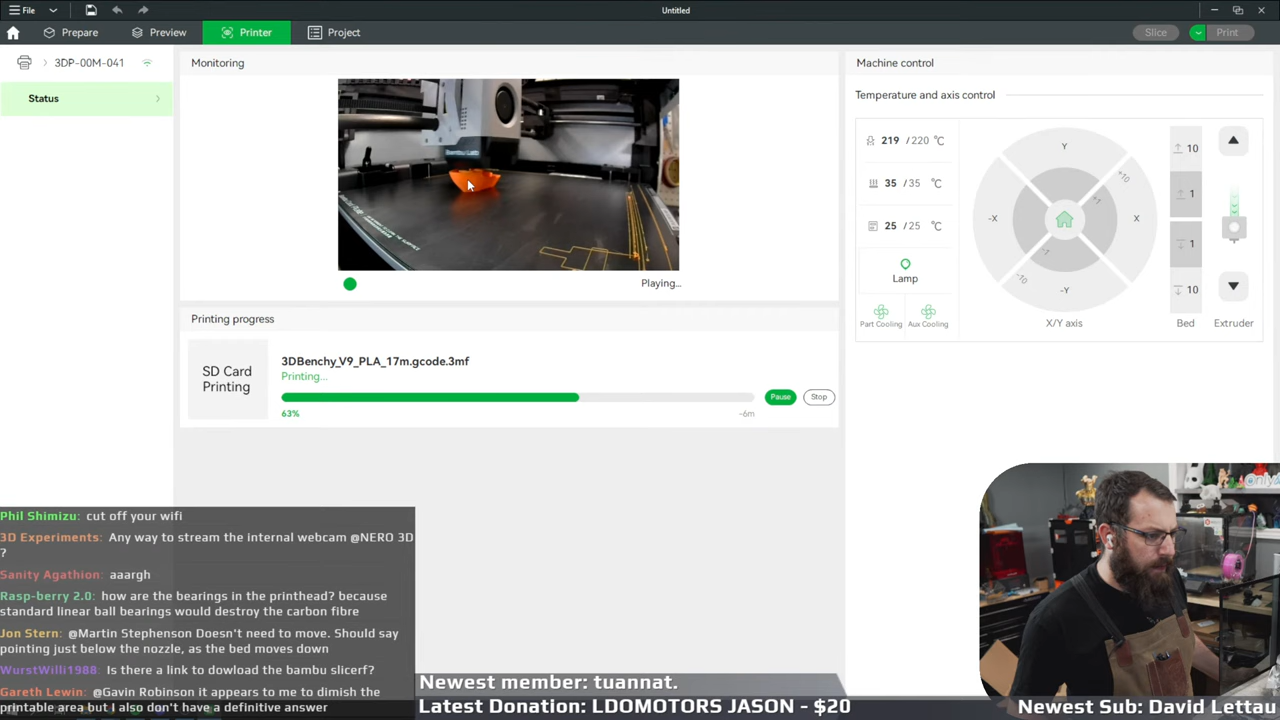 File
Untitled
Prepare
Preview
Printer
Project
Slice
Print
3DP-00M-041
Status
Monitoring
Playing...
Printing progress
SD Card
Printing
3DBenchy_V9_PLA_17m.gcode.3mf
Printing...
63%
-6m
Pause
Stop
Machine control
Temperature and axis control
219 / 220 °C
35 / 35 °C
25 / 25 °C
Lamp
Part Cooling
Aux Cooling
Y
+10
+1
-X
X
-1
-10
-Y
X/Y axis
10
1
1
10
Bed
Extruder
Phil Shimizu: cut off your wifi
3D Experiments: Any way to stream the internal webcam @NERO 3D
?
Sanity Agathion: aaargh
Rasp-berry 2.0: how are the bearings in the printhead? because
standard linear ball bearings would destroy the carbon fibre
Jon Stern: @Martin Stephenson Doesn't need to move. Should say
pointing just below the nozzle, as the bed moves down
WurstWilli1988: Is there a link to dowload the bambu slicerf?
Gareth Lewin: @Gavin Robinson it appears to me to dimish the
printable area but I also don't have a definitive answer
Newest member: tuannat.
Latest Donation: LDOMOTORS JASON - $20
Newest Sub: David Lettau